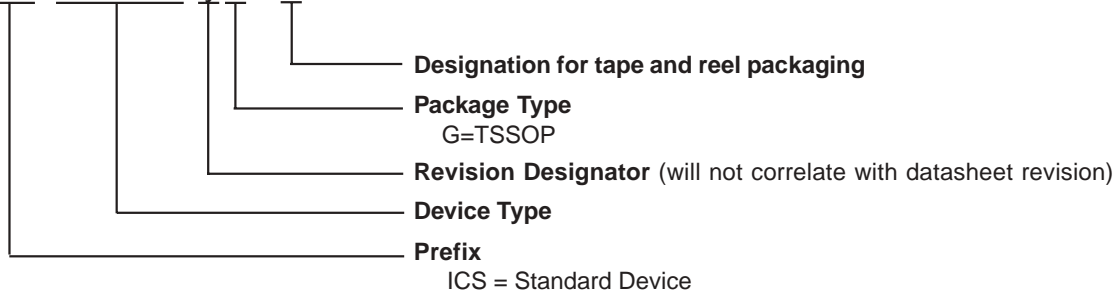 Designation for tape and reel packaging
Package Type
G=TSSOP
Revision Designator (will not correlate with datasheet revision)
Device Type
Prefix
ICS = Standard Device